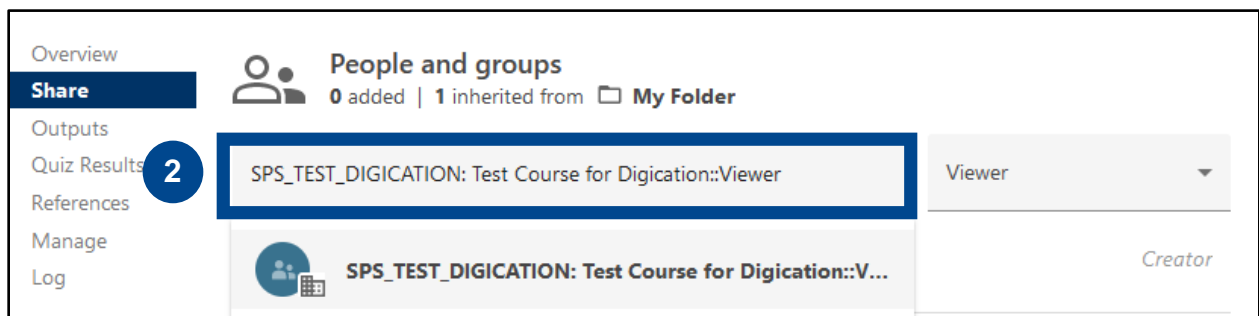 Overview
Share
Outputs
Quiz Results
References
Manage
Log
People and groups
0 added | 1 inherited from My Folder
2
SPS_TEST_DIGICATION: Test Course for Digication::Viewer
Viewer
SPS_TEST_DIGICATION: Test Course for Digication::V...
Creator